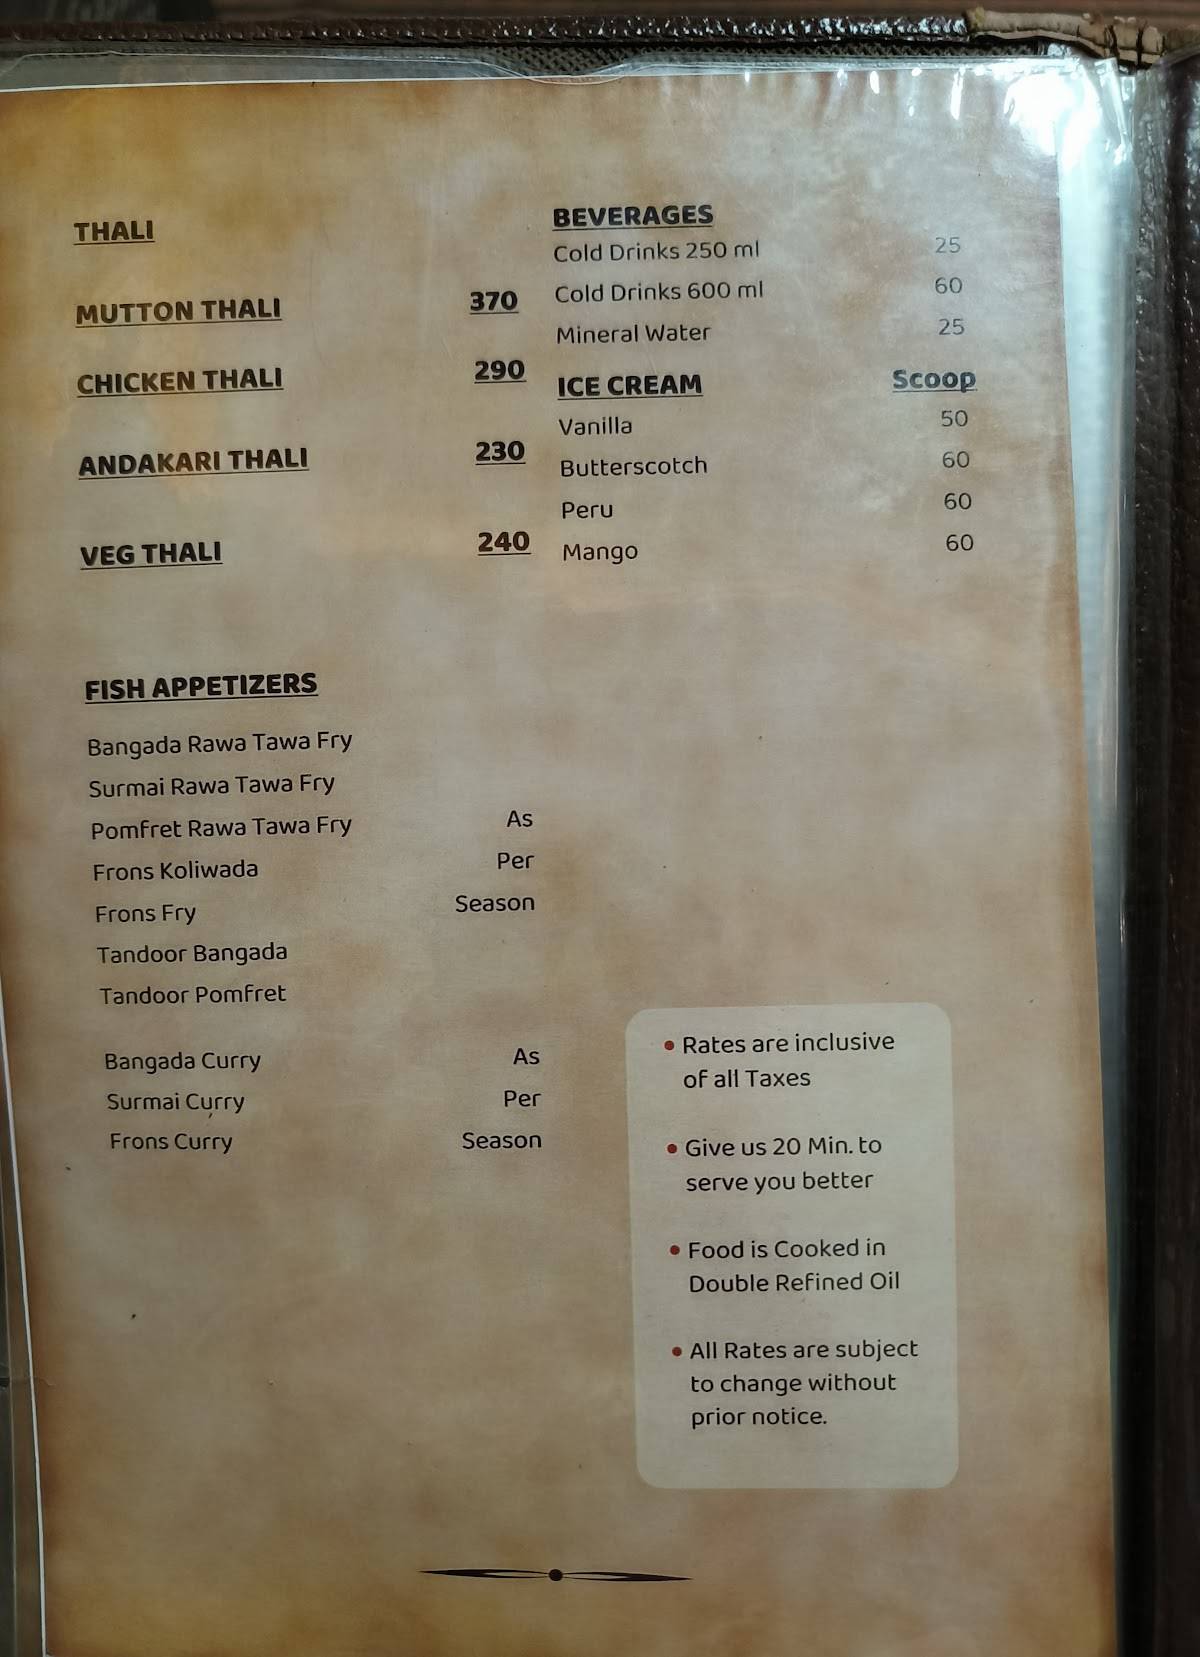 THALI
MUTTON THALI 370
CHICKEN THALI 290
ANDAKARI THALI 230
VEG THALI 240
FISH APPETIZERS
Bangada Rawa Tawa Fry
Surmai Rawa Tawa Fry
Pomfret Rawa Tawa Fry As
Frons Koliwada Per
Frons Fry Season
Tandoor Bangada
Tandoor Pomfret
Bangada Curry As
Surmai Curry Per
Frons Curry Season
BEVERAGES
Cold Drinks 250 ml 25
Cold Drinks 600 ml 60
Mineral Water 25
ICE CREAM Scoop
Vanilla 50
Butterscotch 60
Peru 60
Mango 60
• Rates are inclusive
of all Taxes
• Give us 20 Min. to
serve you better
• Food is Cooked in
Double Refined Oil
• All Rates are subject
to change without
prior notice.